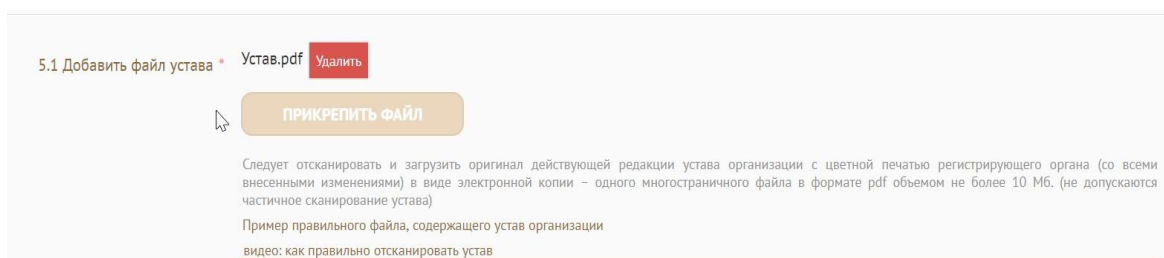 5.1 Добавить файл устава * Устав.pdf Удалить
ПРИКРЕПИТЬ ФАЙЛ
Следует отсканировать и загрузить оригинал действующей редакции устава организации с цветной печатью регистрирующего органа (со всеми
внесенными изменениями) в виде электронной копии – одного многостраничного файла в формате pdf объемом не более 10 Мб. (не допускаются
частичное сканирование устава)
Пример правильного файла, содержащего устав организации
видео: как правильно отсканировать устав